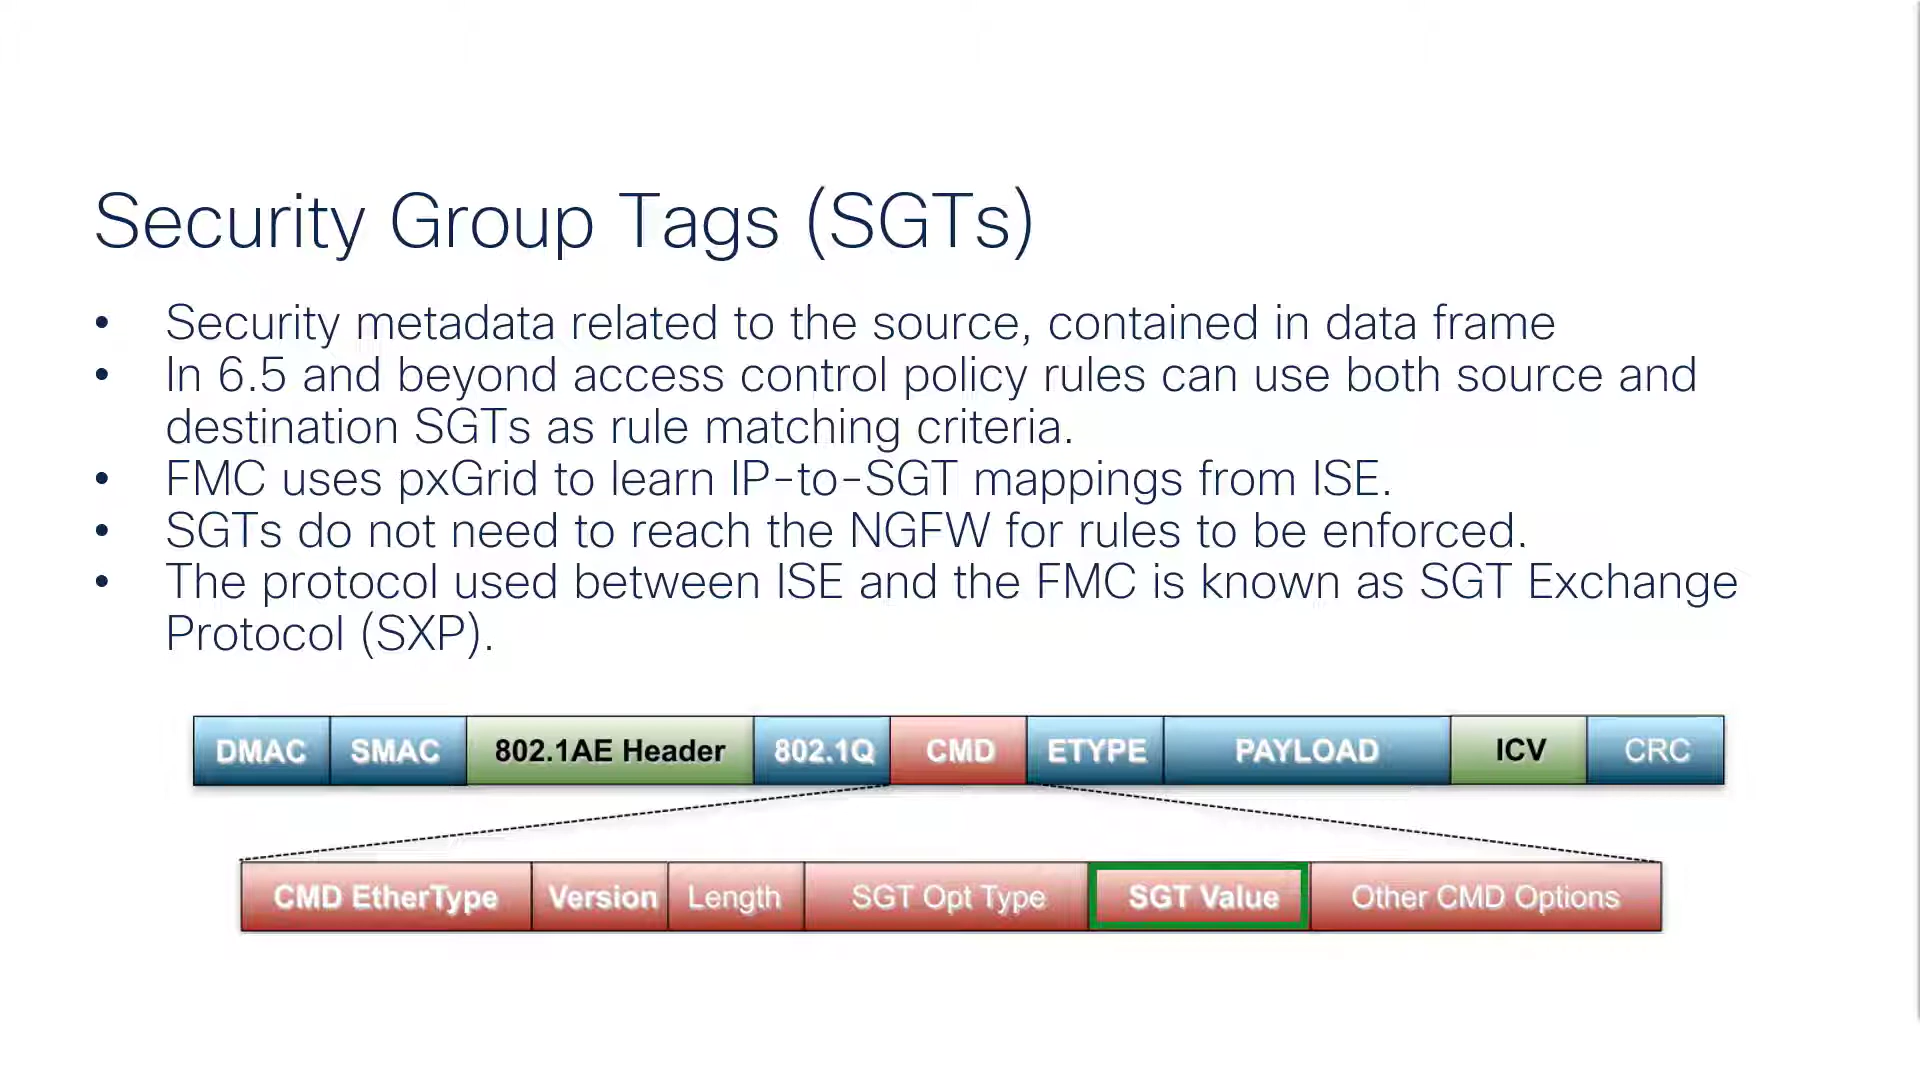 Security Group Tags (SGTs)
• Security metadata related to the source, contained in data frame
• In 6.5 and beyond access control policy rules can use both source and
destination SGTs as rule matching criteria.
• FMC uses pxGrid to learn IP-to-SGT mappings from ISE.
• SGTs do not need to reach the NGFW for rules to be enforced.
• The protocol used between ISE and the FMC is known as SGT Exchange
Protocol (SXP).
DMAC SMAC 802.1AE Header 802.1Q CMD ETYPE PAYLOAD ICV CRC
CMD EtherType Version Length SGT Opt Type SGT Value Other CMD Options